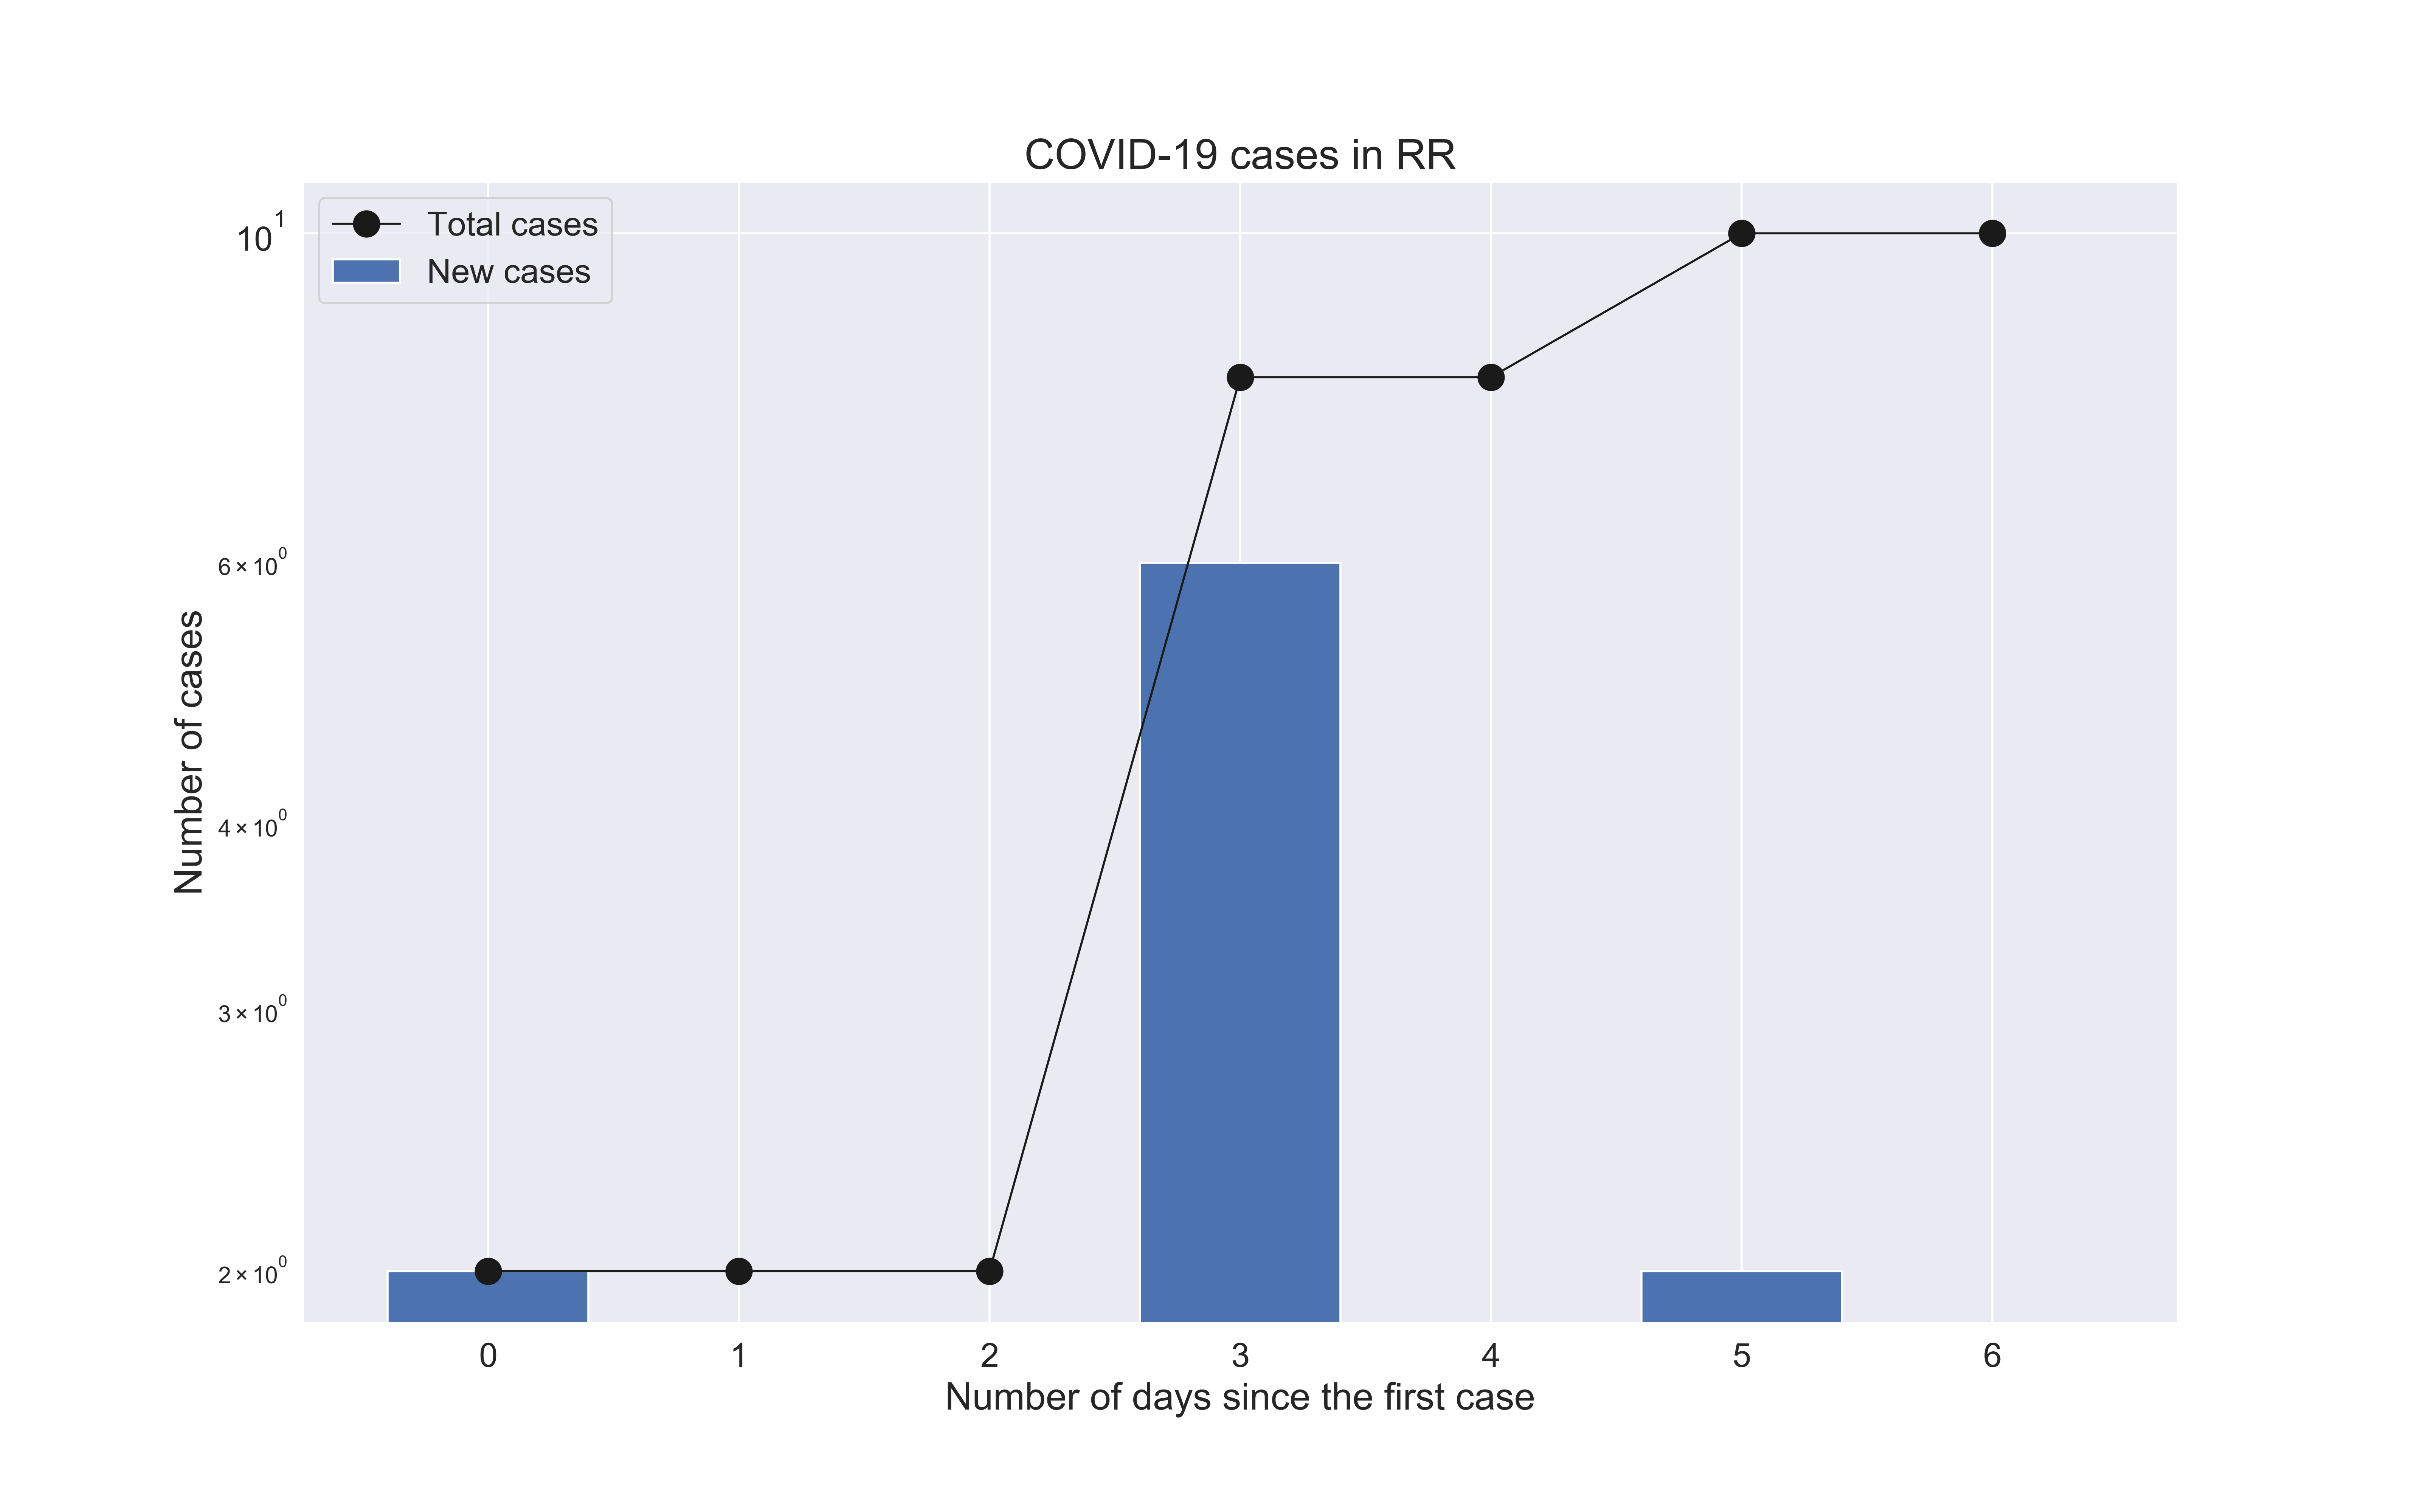 COVID-19 cases in RR
Total cases
New cases
10^1
6 × 10^0
4 × 10^0
3 × 10^0
2 × 10^0
Number of cases
0 1 2 3 4 5 6
Number of days since the first case